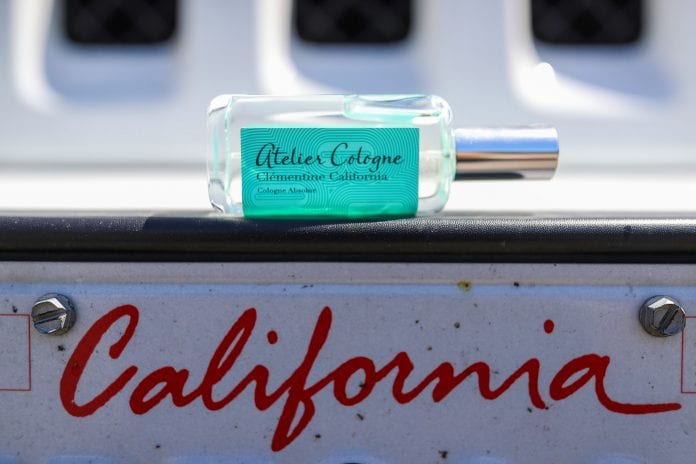 Atelier Cologne
Clémentine California
Cologne Absolue
California